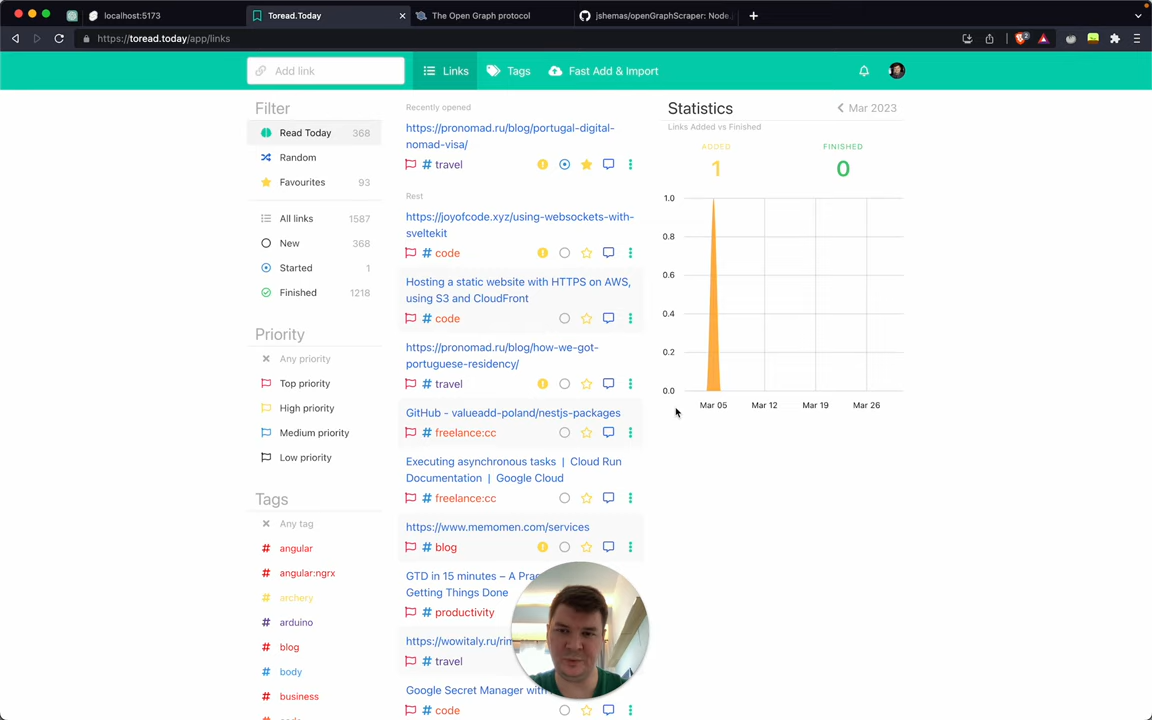 localhost:5173
Toread.Today
The Open Graph protocol
jshemas/openGraphScraper: Node.
https://toread.today/app/links
2
Add link
Links
Tags
Fast Add & Import
Filter
Read Today 368
Random
Favourites 93
All links 1587
New 368
Started 1
Finished 1218
Priority
Any priority
Top priority
High priority
Medium priority
Low priority
Tags
Any tag
# angular
# angular:ngrx
# archery
# arduino
# blog
# body
# business
Recently opened
https://pronomad.ru/blog/portugal-digital-
nomad-visa/
# travel
Rest
https://joyofcode.xyz/using-websockets-with-
sveltekit
# code
Hosting a static website with HTTPS on AWS,
using S3 and CloudFront
# code
https://pronomad.ru/blog/how-we-got-
portuguese-residency/
# travel
GitHub - valueadd-poland/nestjs-packages
# freelance:cc
Executing asynchronous tasks | Cloud Run
Documentation | Google Cloud
# freelance:cc
https://www.memomen.com/services
# blog
GTD in 15 minutes – A Pra
Getting Things Done
# productivity
https://wowitaly.ru/rim
# travel
Google Secret Manager with
# code
Statistics
Mar 2023
Links Added vs Finished
ADDED
FINISHED
1
0
1.0
0.8
0.6
0.4
0.2
0.0
Mar 05
Mar 12
Mar 19
Mar 26